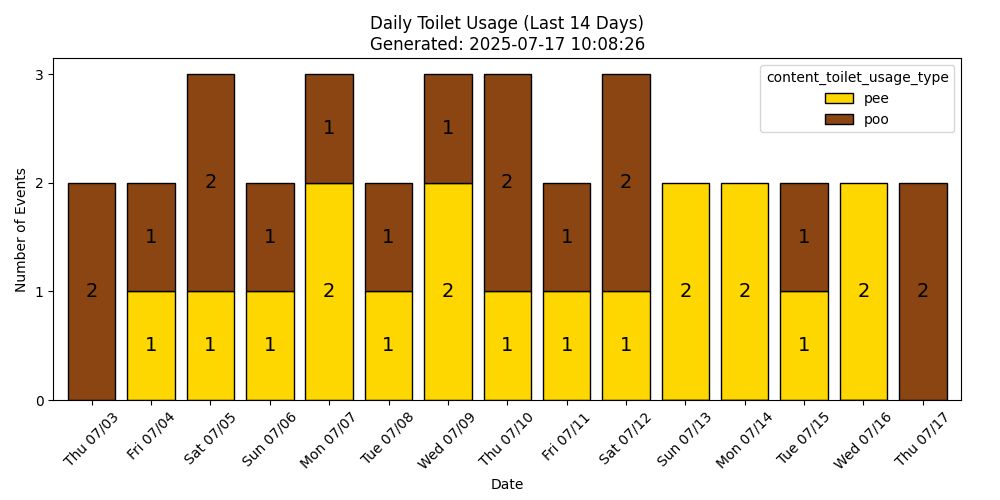 Daily Toilet Usage (Last 14 Days)
Generated: 2025-07-17 10:08:26
content_toilet_usage_type
pee
poo
Number of Events
3
2
1
0
2
1
1
2
1
1
1
1
2
1
1
1
2
2
1
1
1
2
1
2
2
1
1
2
2
Thu 07/03
Fri 07/04
Sat 07/05
Sun 07/06
Mon 07/07
Tue 07/08
Wed 07/09
Thu 07/10
Fri 07/11
Sat 07/12
Sun 07/13
Mon 07/14
Tue 07/15
Wed 07/16
Thu 07/17
Date